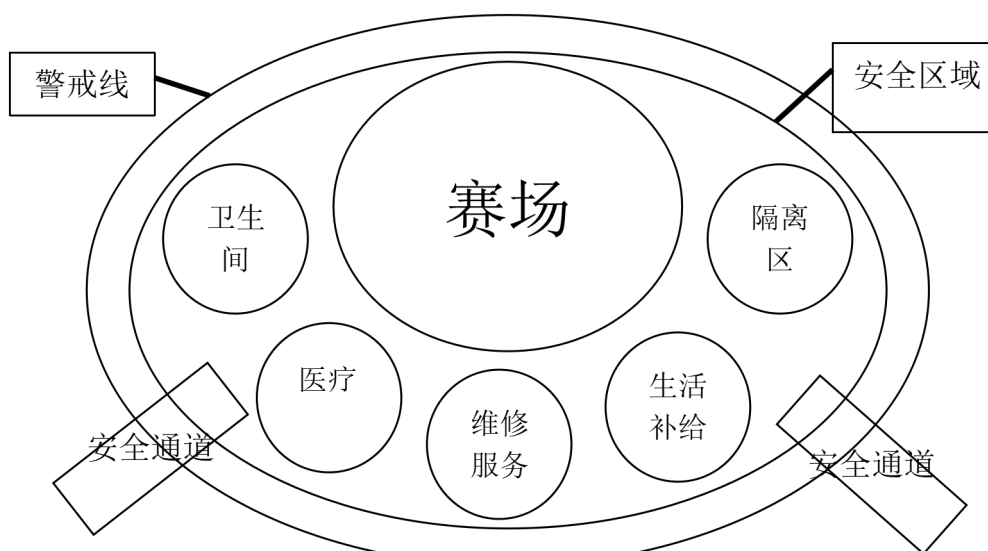 警戒线
安全区域
赛场
卫生
间
隔离
区
医疗
生活
补给
维修
服务
安全通道
安全通道